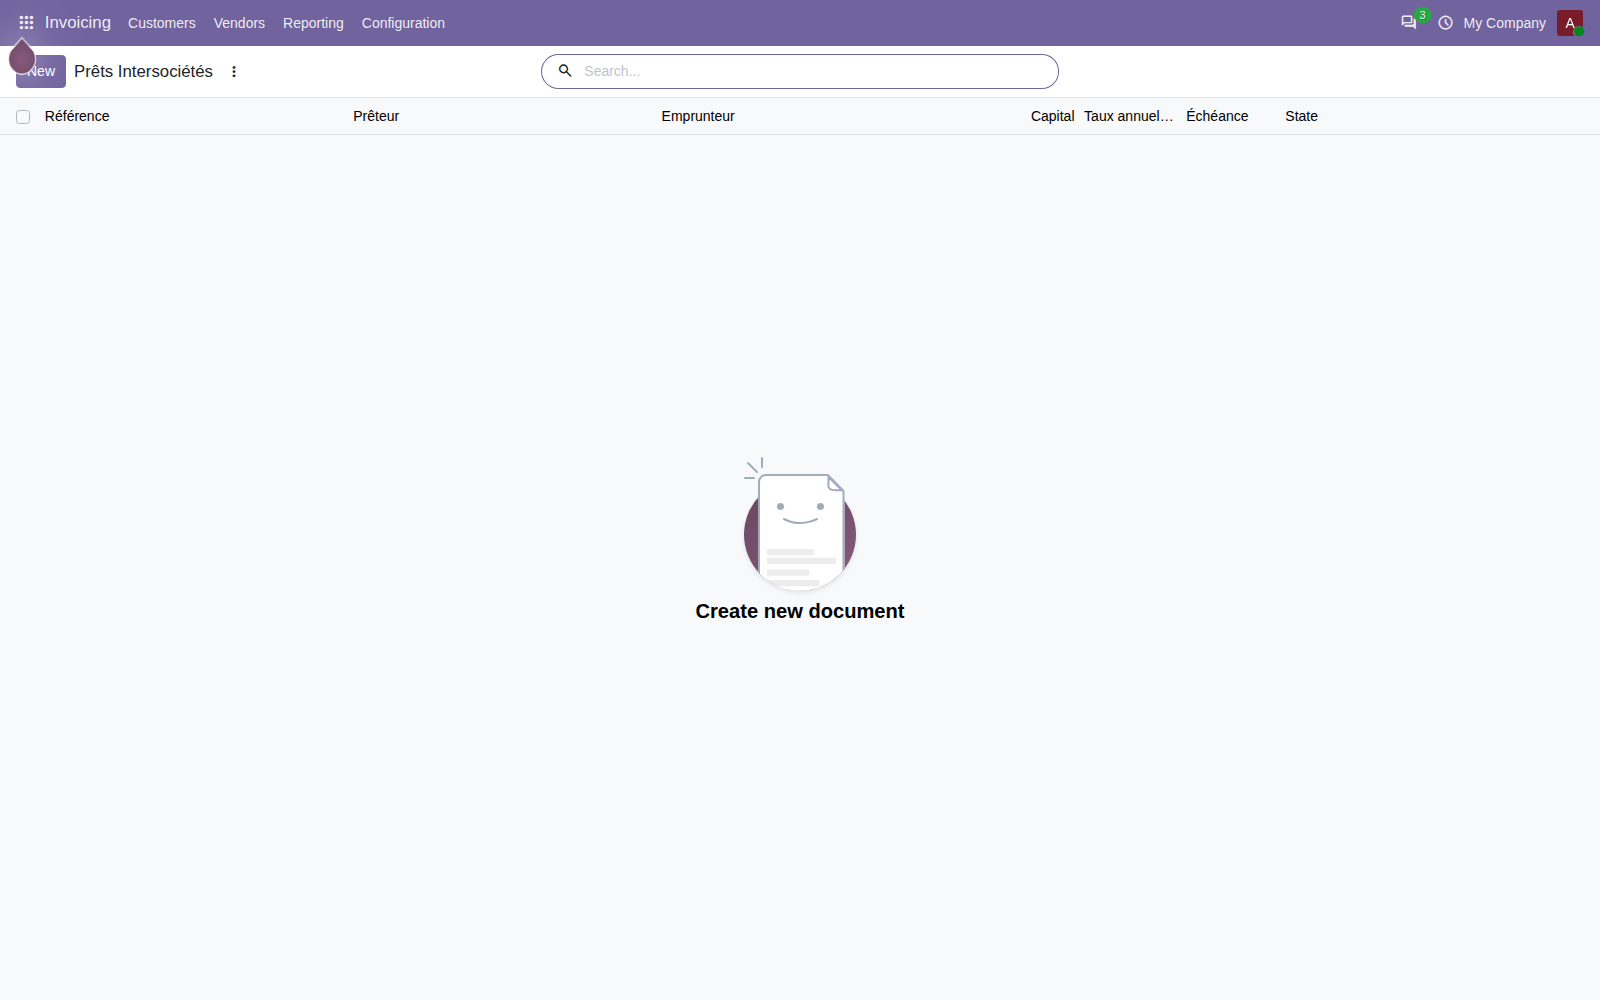 Invoicing Customers Vendors Reporting Configuration 3 My Company A
New Prêts Intersociétés Search...
Référence Prêteur Emprunteur Capital Taux annuel… Échéance State
Create new document